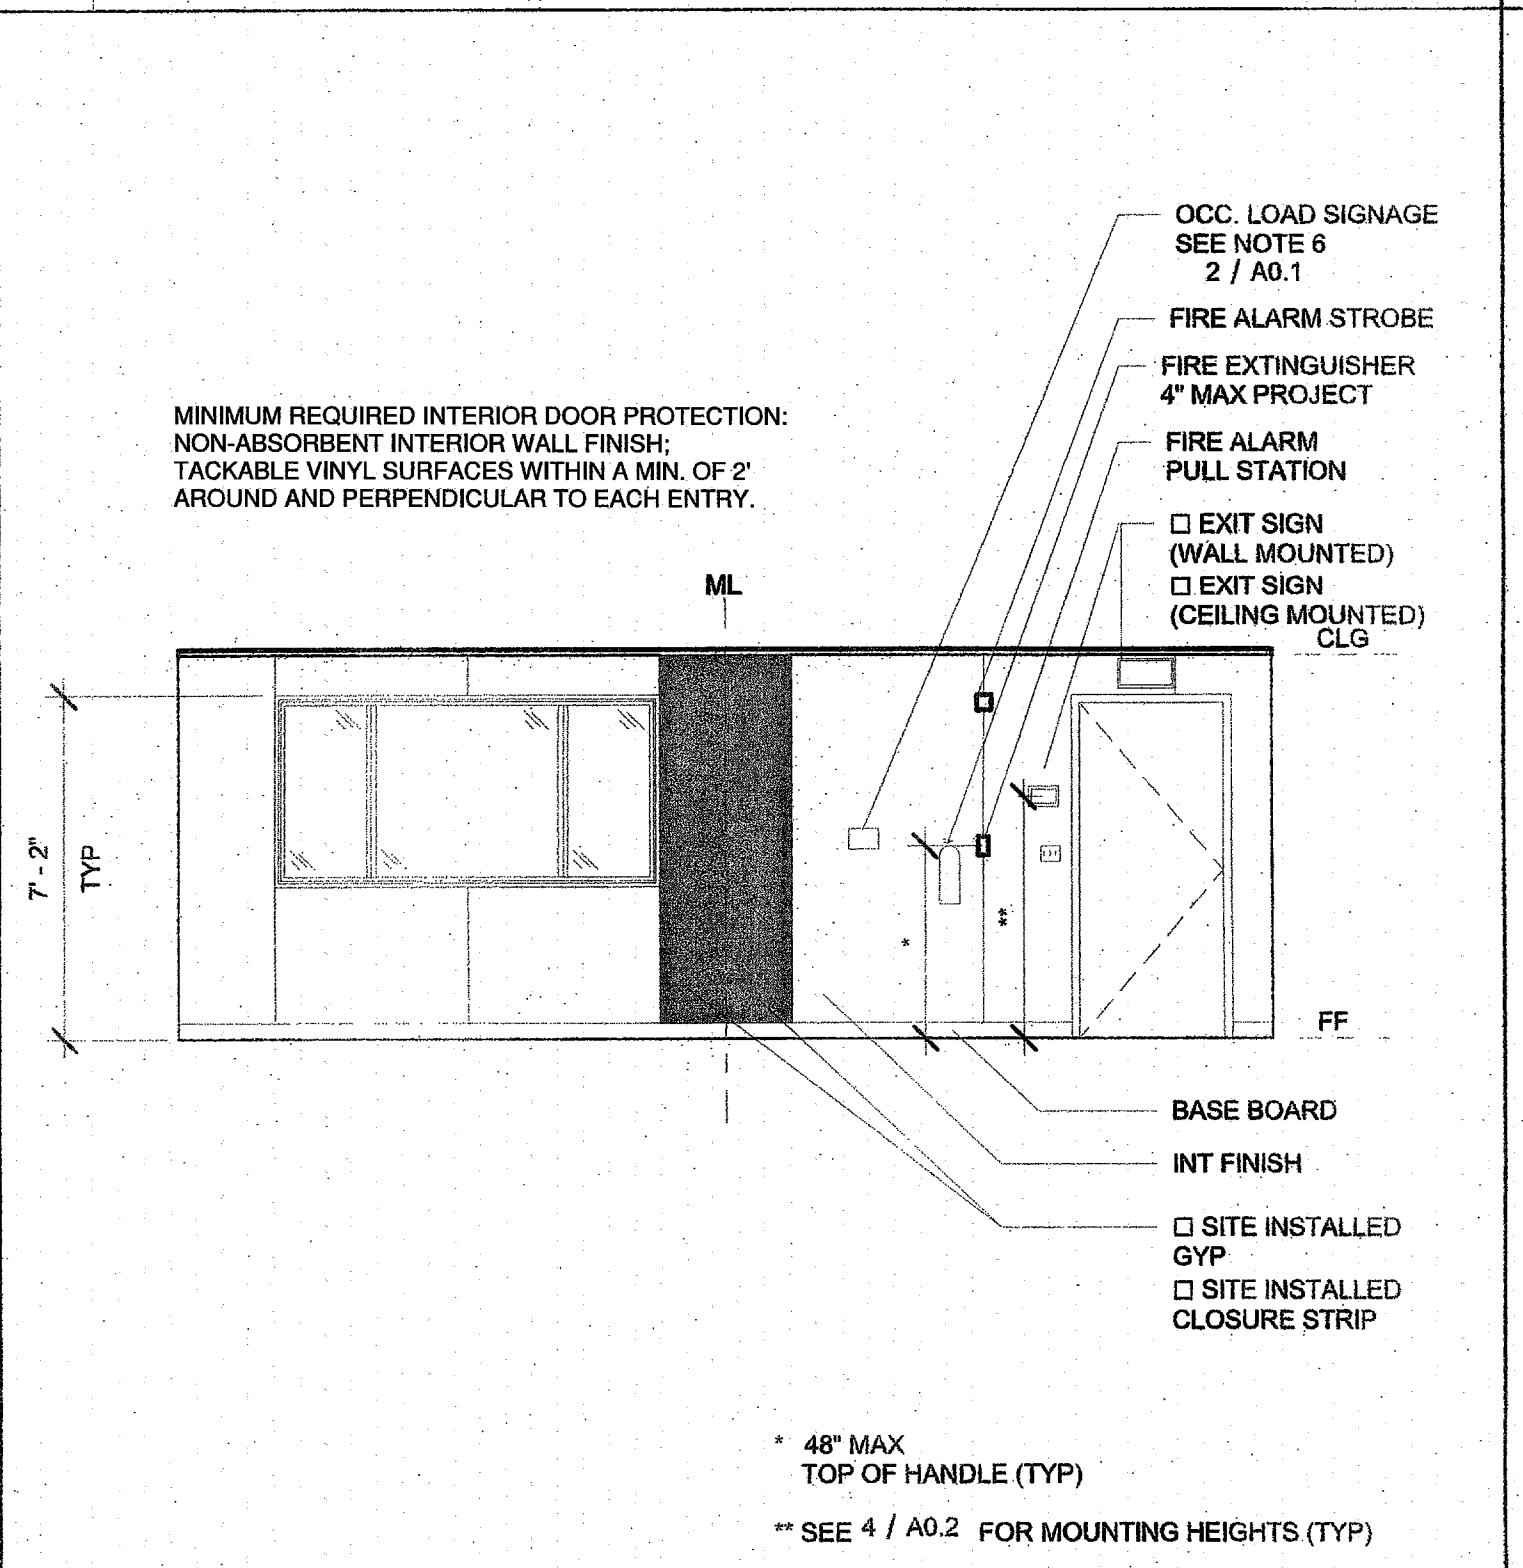 OCC. LOAD SIGNAGE
SEE NOTE 6
2 / A0.1
FIRE ALARM STROBE
FIRE EXTINGUISHER
4" MAX PROJECT
FIRE ALARM
PULL STATION
☐ EXIT SIGN
(WALL MOUNTED)
☐ EXIT SIGN
(CEILING MOUNTED)
CLG
MINIMUM REQUIRED INTERIOR DOOR PROTECTION:
NON-ABSORBENT INTERIOR WALL FINISH;
TACKABLE VINYL SURFACES WITHIN A MIN. OF 2'
AROUND AND PERPENDICULAR TO EACH ENTRY.
ML
7' - 2"
TYP
*
**
FF
BASE BOARD
INT FINISH
☐ SITE INSTALLED
GYP
☐ SITE INSTALLED
CLOSURE STRIP
* 48" MAX
TOP OF HANDLE (TYP)
** SEE 4 / A0.2 FOR MOUNTING HEIGHTS (TYP)